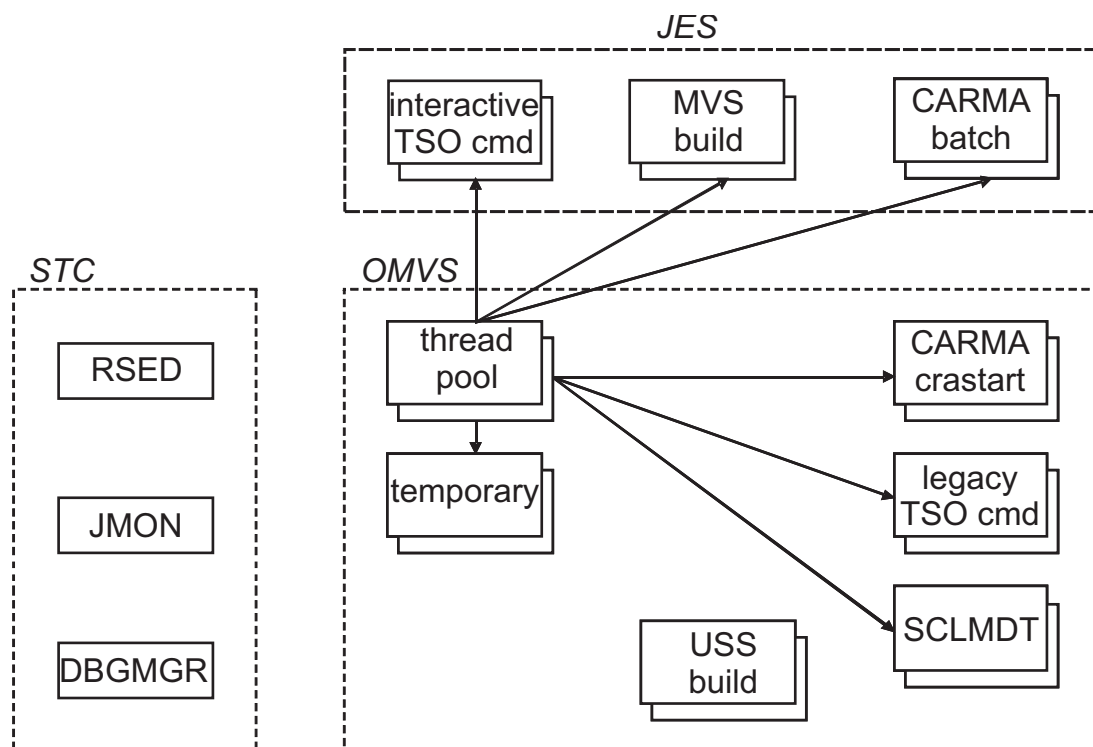 JES
interactive
TSO cmd
MVS
build
CARMA
batch
STC
OMVS
RSED
thread
pool
CARMA
crastart
temporary
legacy
TSO cmd
JMON
SCLMDT
DBGMGR
USS
build